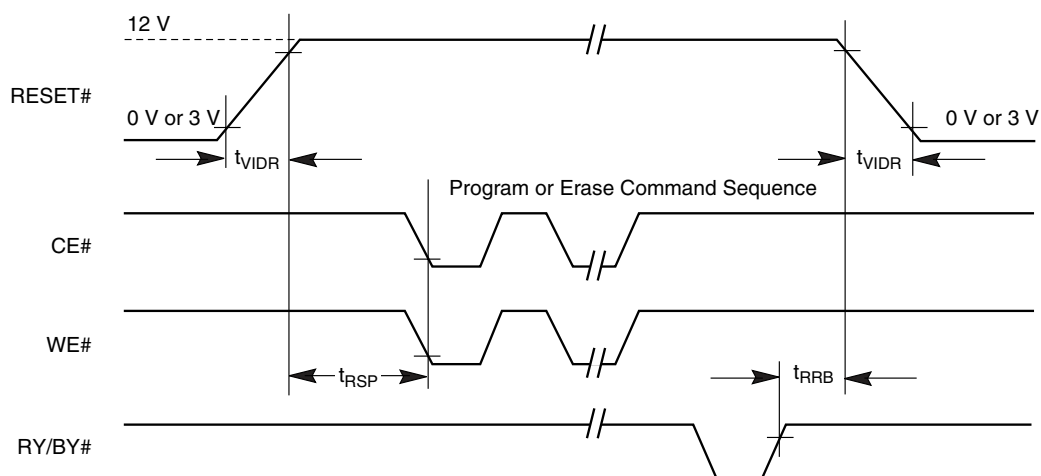 12 V
RESET#
0 V or 3 V
0 V or 3 V
tVIDR
tVIDR
Program or Erase Command Sequence
CE#
WE#
tRSP
tRRB
RY/BY#